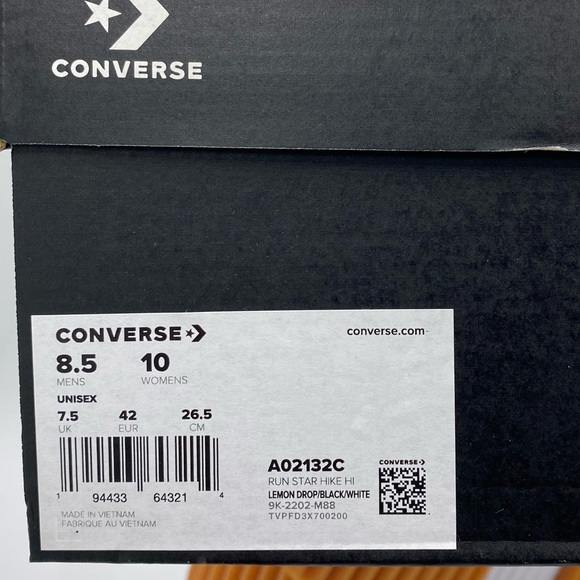 CONVERSE
CONVERSE
converse.com
8.5 10
MENS WOMENS
UNISEX
7.5 42 26.5
UK EUR CM
1 94433 64321 4
MADE IN VIETNAM
FABRIQUE AU VIETNAM
CONVERSE
A02132C
RUN STAR HIKE HI
LEMON DROP/BLACK/WHITE
9K-2202-M88
TVPFD3X700200